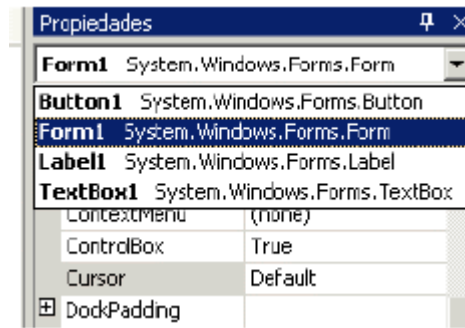 Propiedades
Form1 System.Windows.Forms.Form
Button1 System.Windows.Forms.Button
Form1 System.Windows.Forms.Form
Label1 System.Windows.Forms.Label
TextBox1 System.Windows.Forms.TextBox
ContextMenu (none)
ControlBox True
Cursor Default
DockPadding